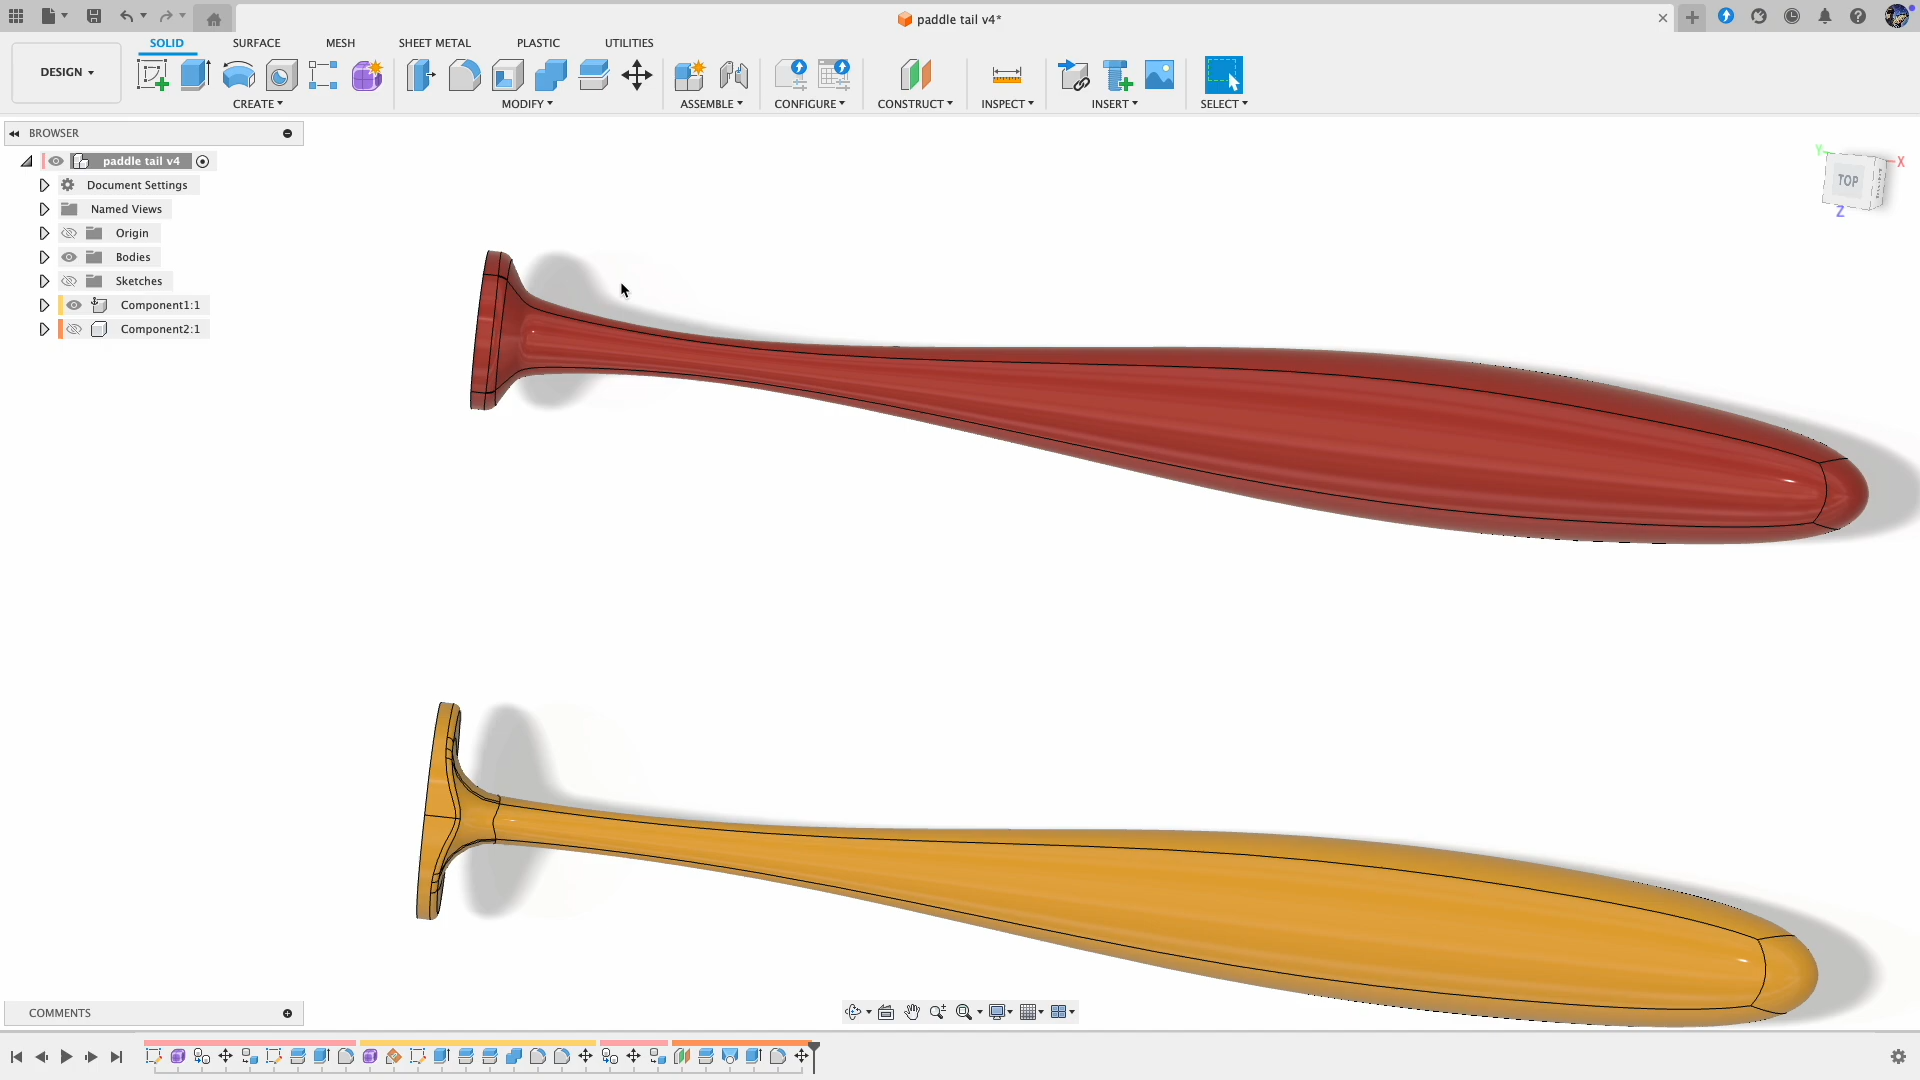 paddle tail v4*
DESIGN
SOLID SURFACE MESH SHEET METAL PLASTIC UTILITIES
CREATE MODIFY ASSEMBLE CONFIGURE CONSTRUCT INSPECT INSERT SELECT
BROWSER
paddle tail v4
Document Settings
Named Views
Origin
Bodies
Sketches
Component1:1
Component2:1
Y
X
TOP
Z
COMMENTS